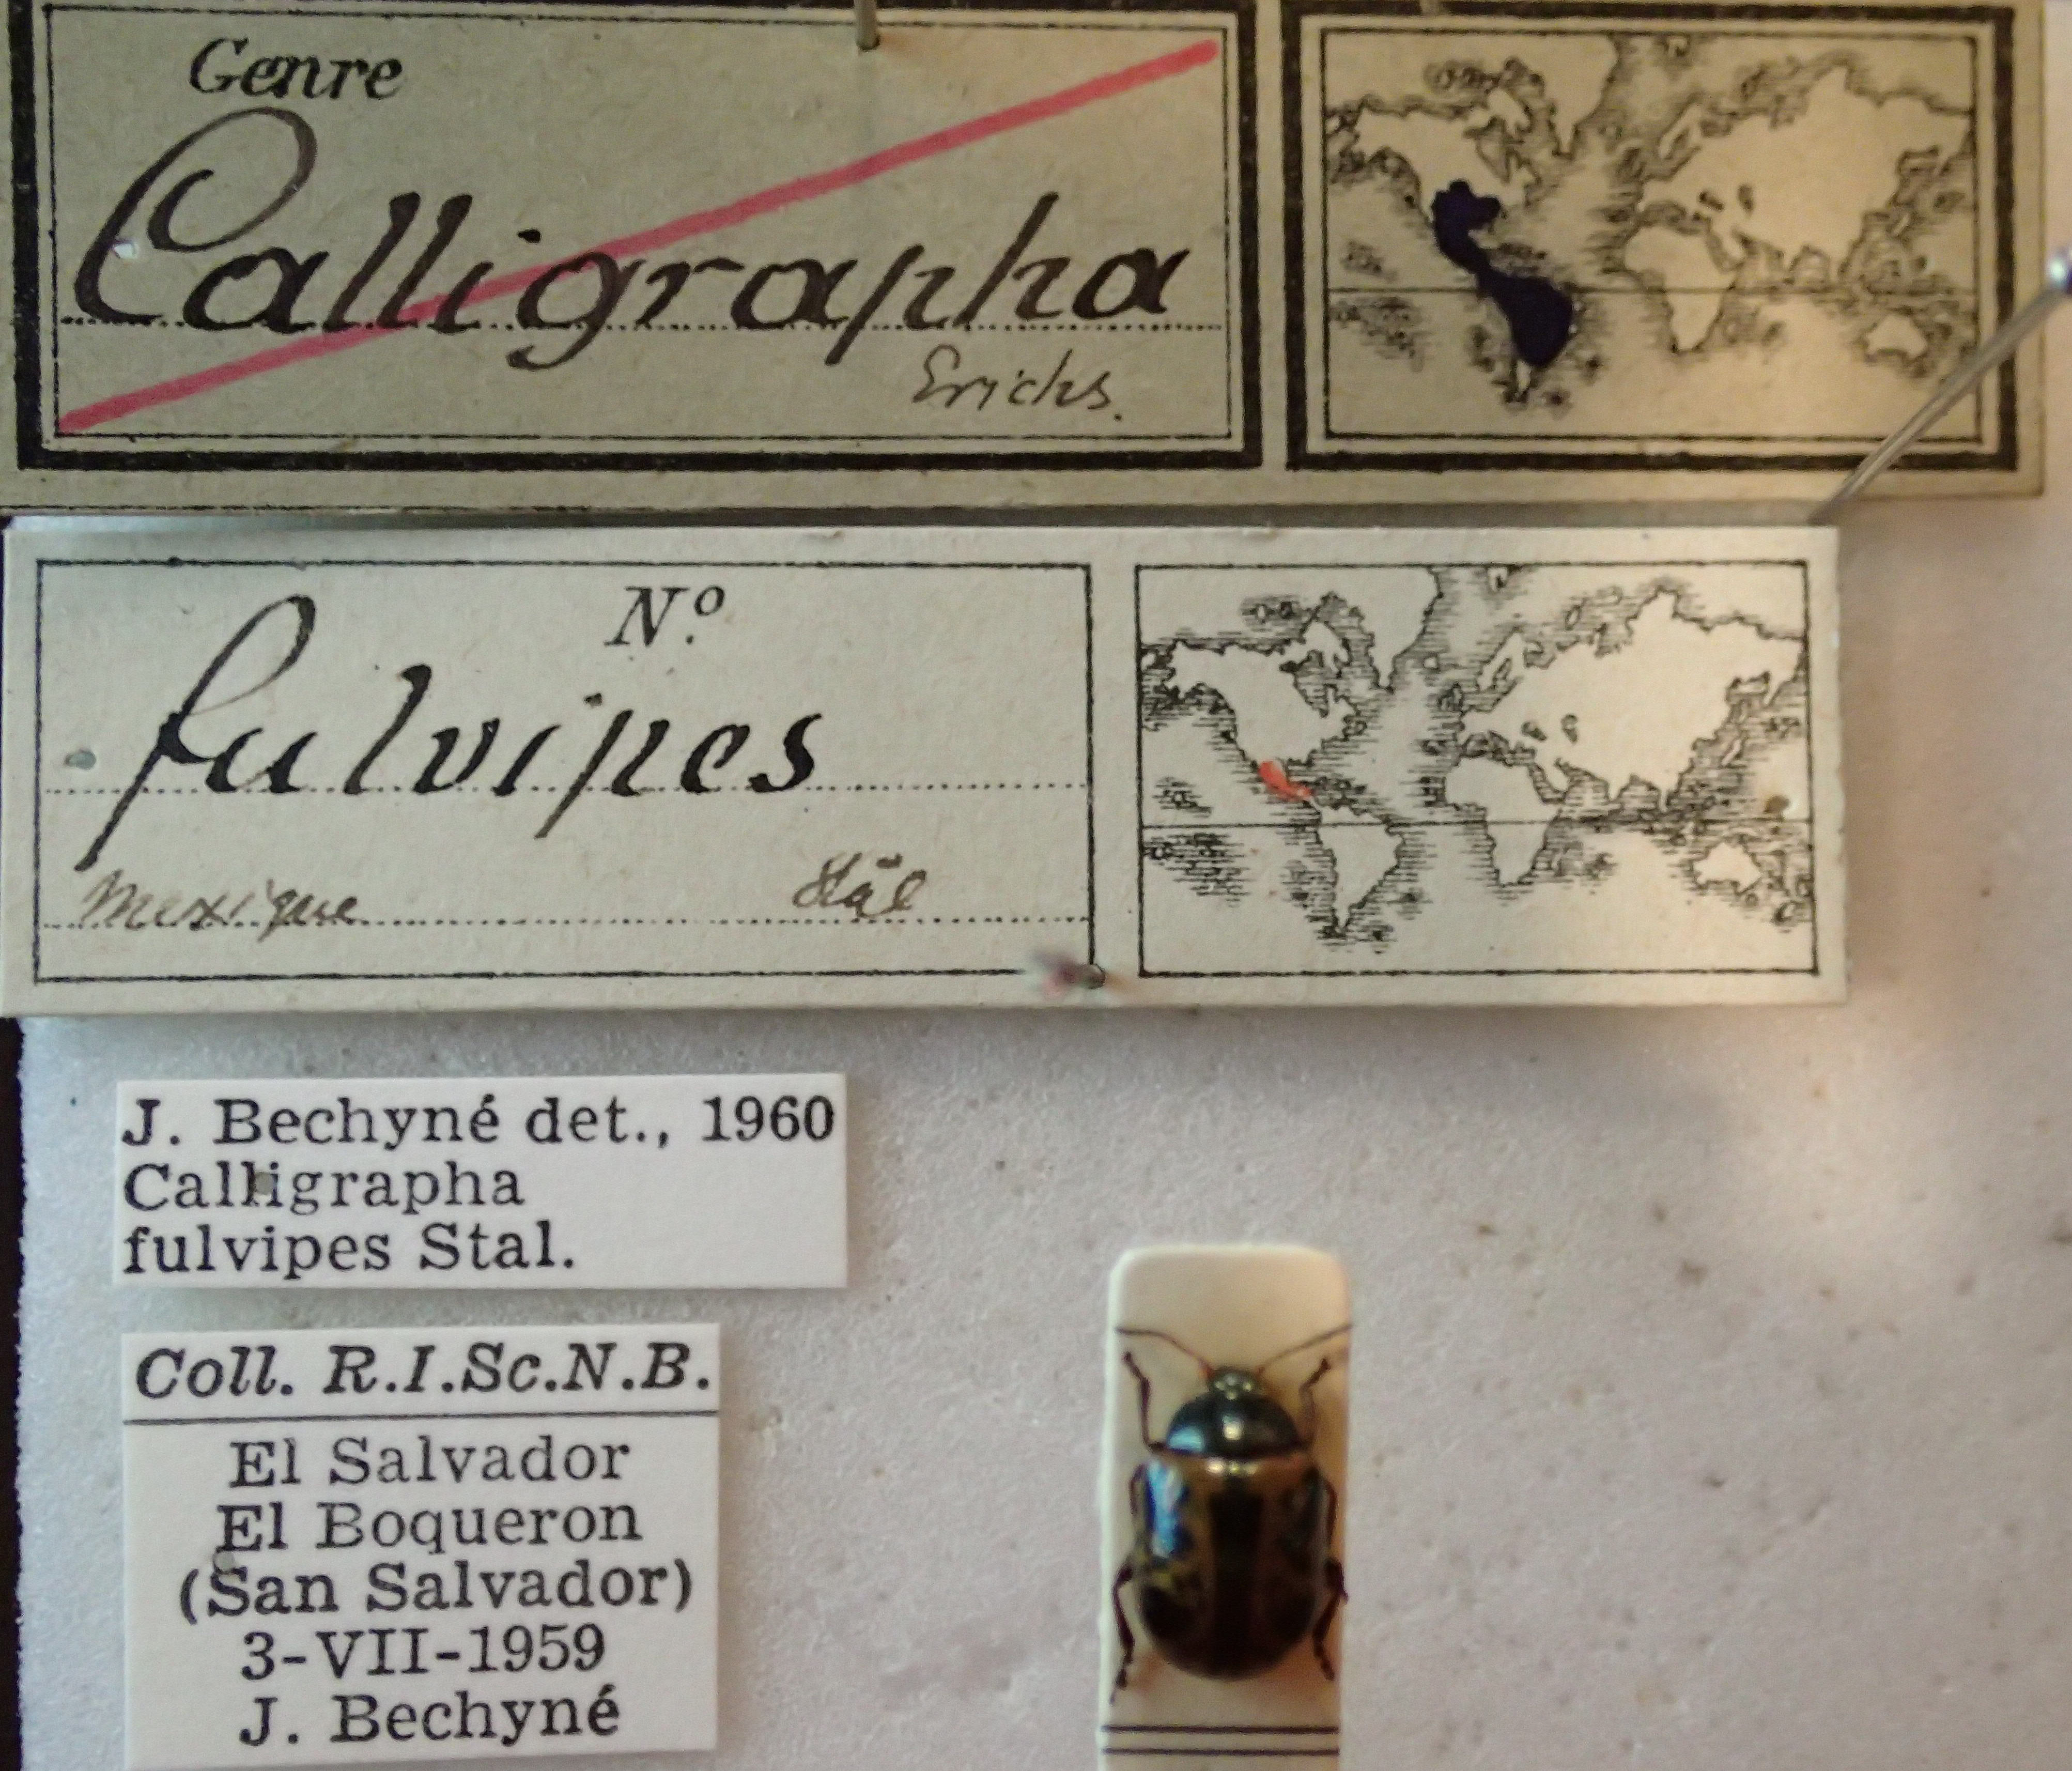 Genre
Calligrapha
Erichs.
N.º
fulvipes
Mexique Stål
J. Bechyné det., 1960
Calligrapha
fulvipes Stal.
Coll. R.I.Sc.N.B.
El Salvador
El Boqueron
(San Salvador)
3-VII-1959
J. Bechyné